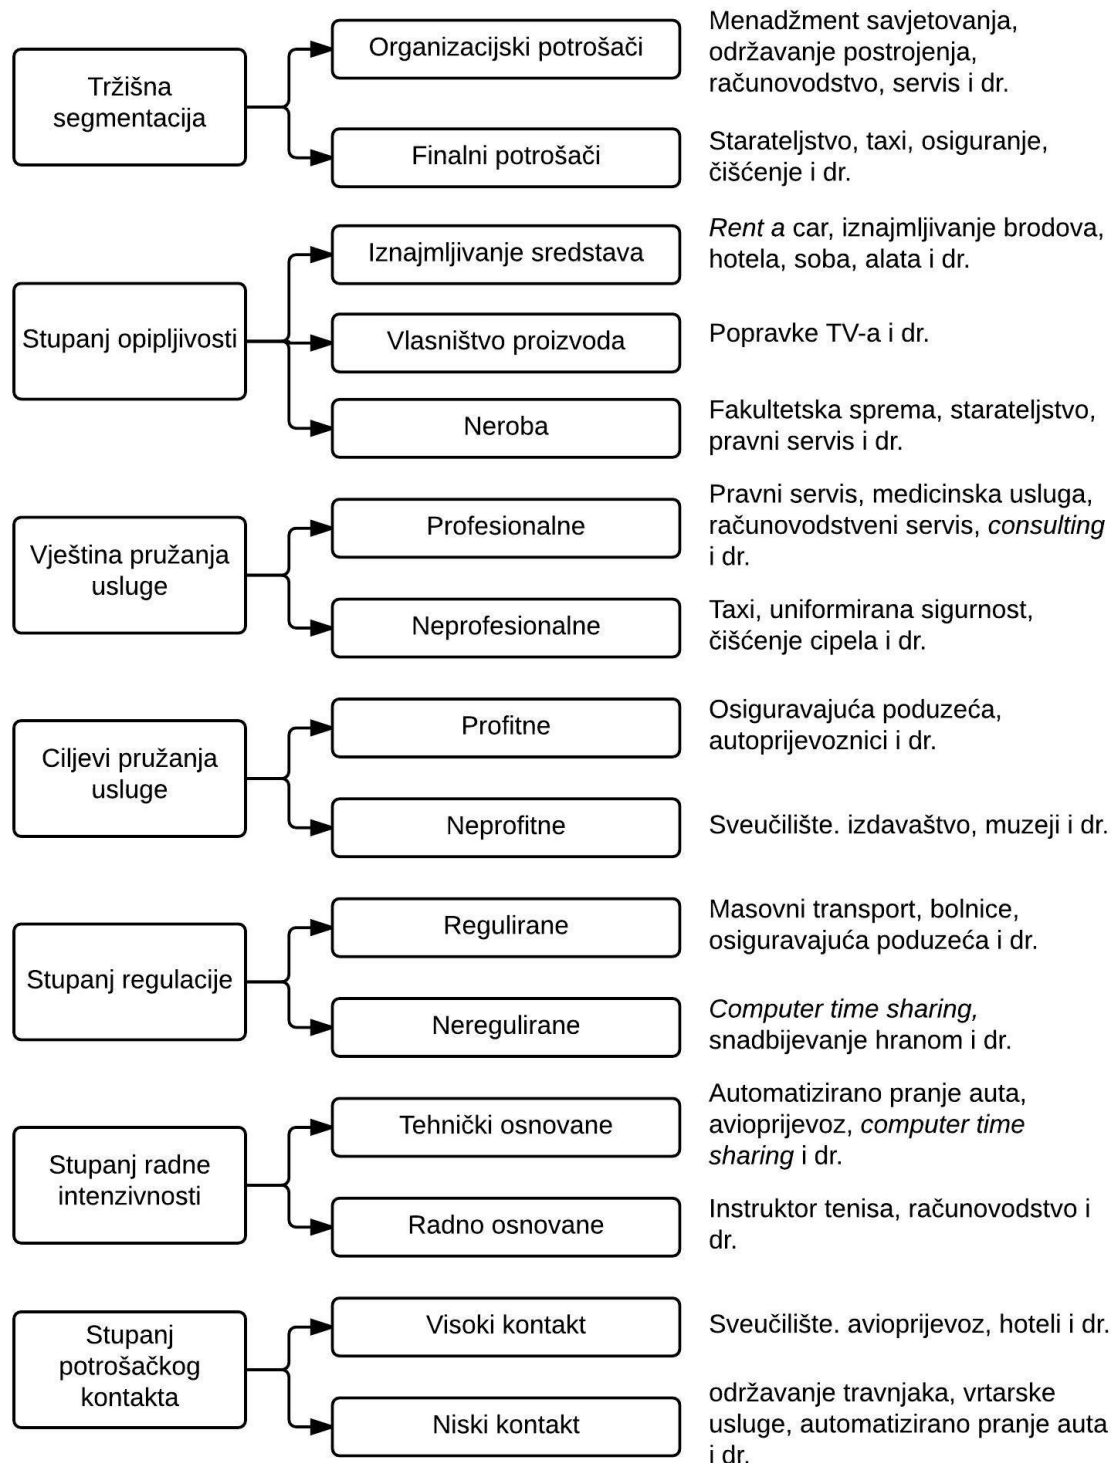 Tržišna
segmentacija
Organizacijski potrošači
Menadžment savjetovanja,
održavanje postrojenja,
računovodstvo, servis i dr.
Finalni potrošači
Starateljstvo, taxi, osiguranje,
čišćenje i dr.
Stupanj opipljivosti
Iznajmljivanje sredstava
Rent a car, iznajmljivanje brodova,
hotela, soba, alata i dr.
Vlasništvo proizvoda
Popravke TV-a i dr.
Neroba
Fakultetska sprema, starateljstvo,
pravni servis i dr.
Vještina pružanja
usluge
Profesionalne
Pravni servis, medicinska usluga,
računovodstveni servis, consulting
i dr.
Neprofesionalne
Taxi, uniformirana sigurnost,
čišćenje cipela i dr.
Ciljevi pružanja
usluge
Profitne
Osiguravajuća poduzeća,
autoprijevoznici i dr.
Neprofitne
Sveučilište. izdavaštvo, muzeji i dr.
Stupanj regulacije
Regulirane
Masovni transport, bolnice,
osiguravajuća poduzeća i dr.
Neregulirane
Computer time sharing,
snadbijevanje hranom i dr.
Stupanj radne
intenzivnosti
Tehnički osnovane
Automatizirano pranje auta,
avioprijevoz, computer time
sharing i dr.
Radno osnovane
Instruktor tenisa, računovodstvo i
dr.
Stupanj
potrošačkog
kontakta
Visoki kontakt
Sveučilište. avioprijevoz, hoteli i dr.
Niski kontakt
održavanje travnjaka, vrtarske
usluge, automatizirano pranje auta
i dr.